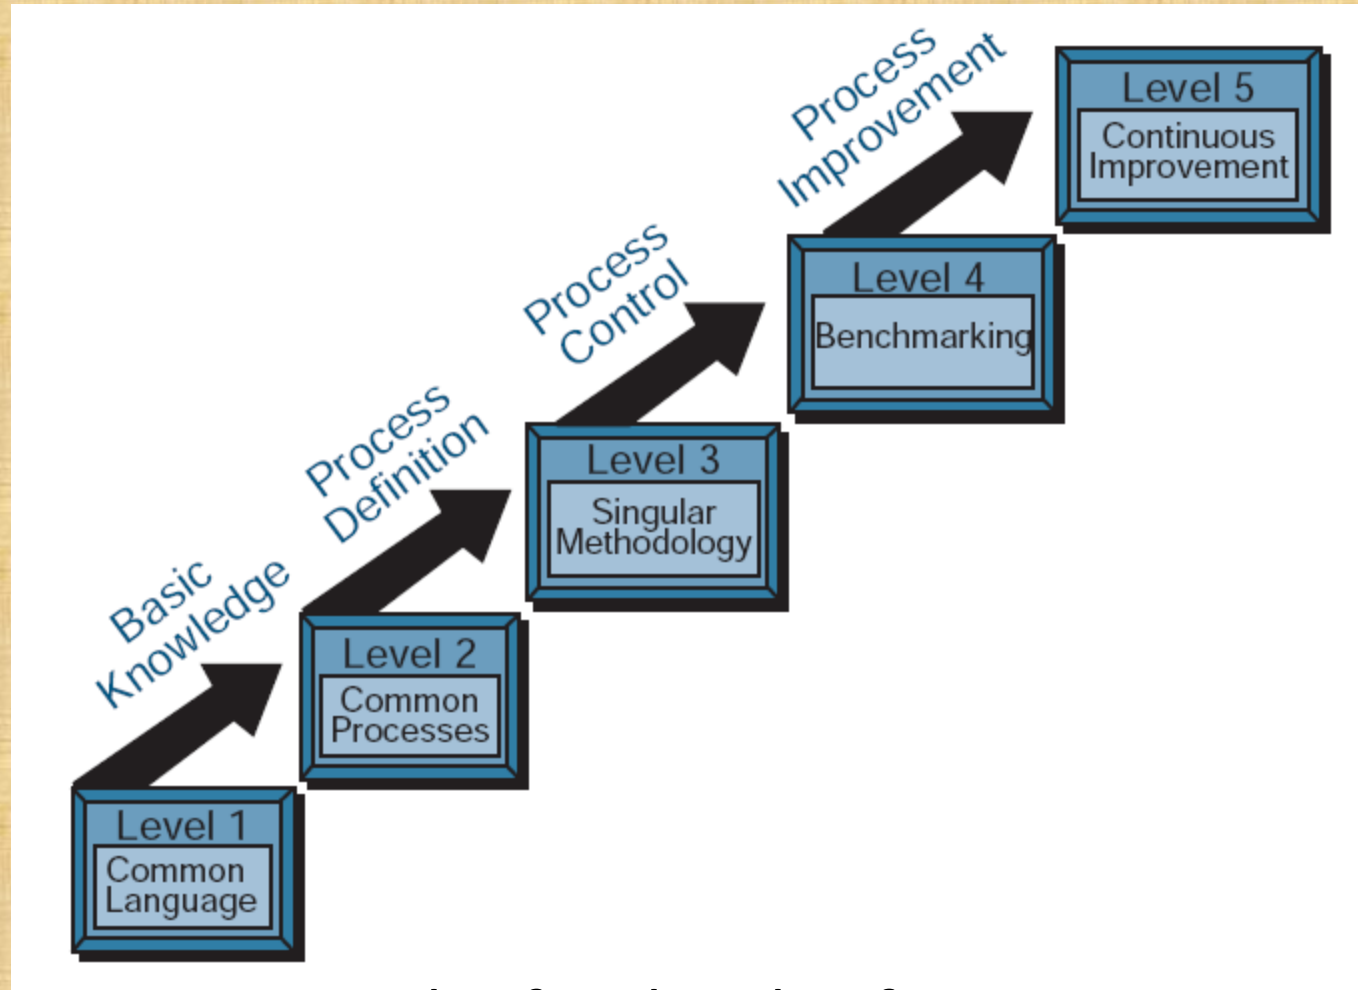 Level 5
Continuous
Improvement
Process
Improvement
Level 4
Benchmarking
Process
Control
Level 3
Singular
Methodology
Process
Definition
Level 2
Common
Processes
Basic
Knowledge
Level 1
Common
Language